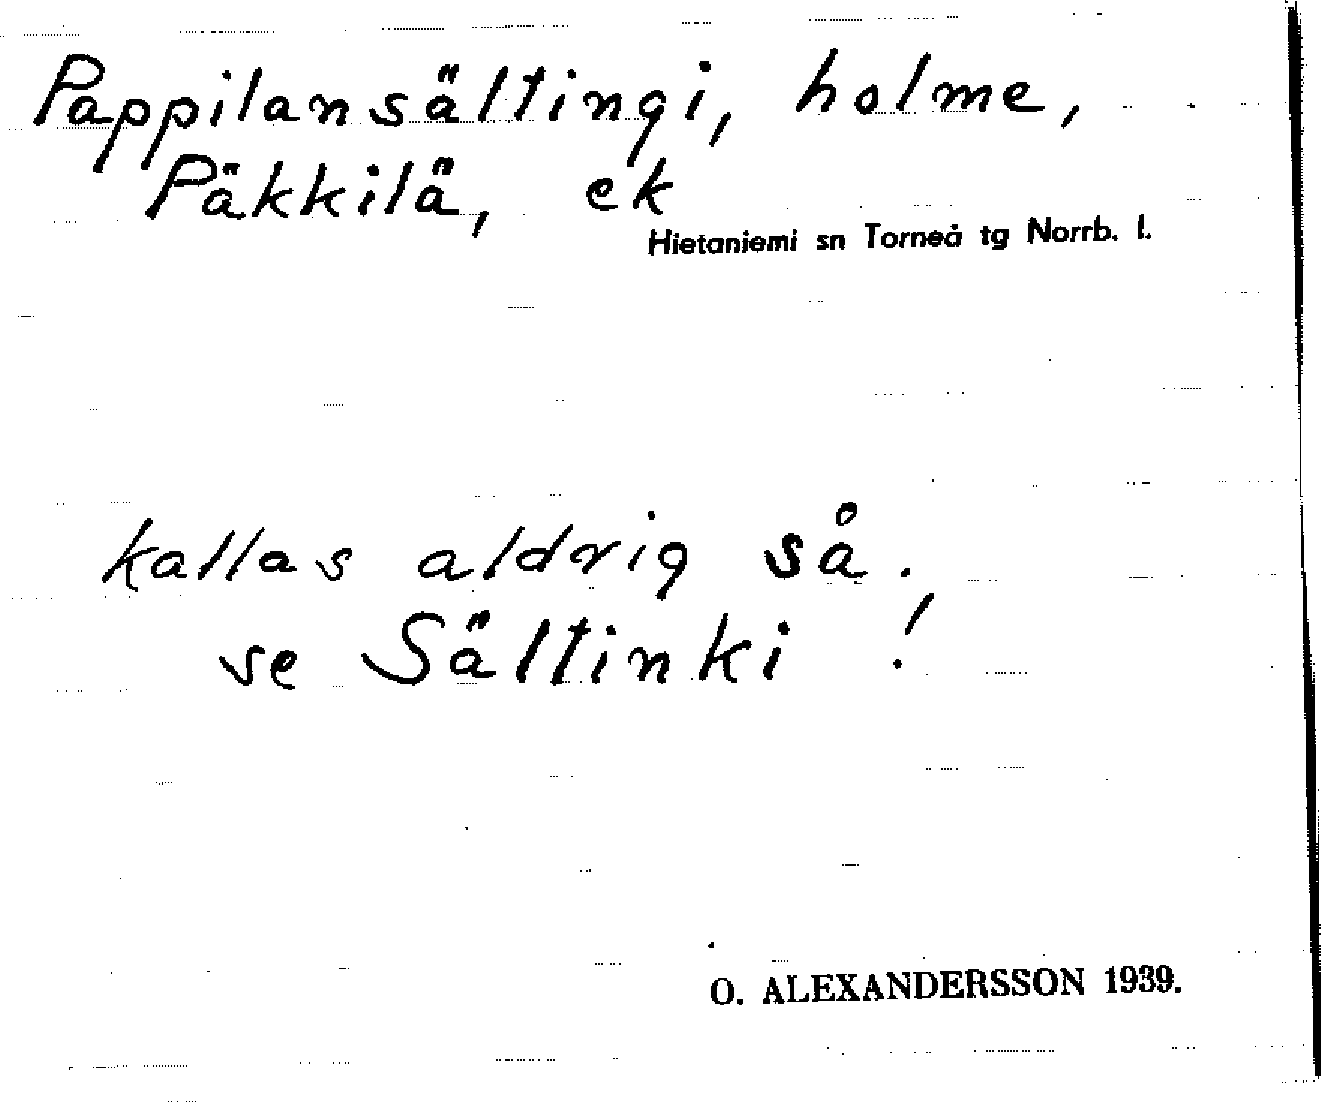 Pappilansältingi, holme,
Päkkilä, ek
Hietaniemi sn Torneå tg Norrb. l.
kallas aldrig så.
se Sältinki !
O. ALEXANDERSSON 1939.